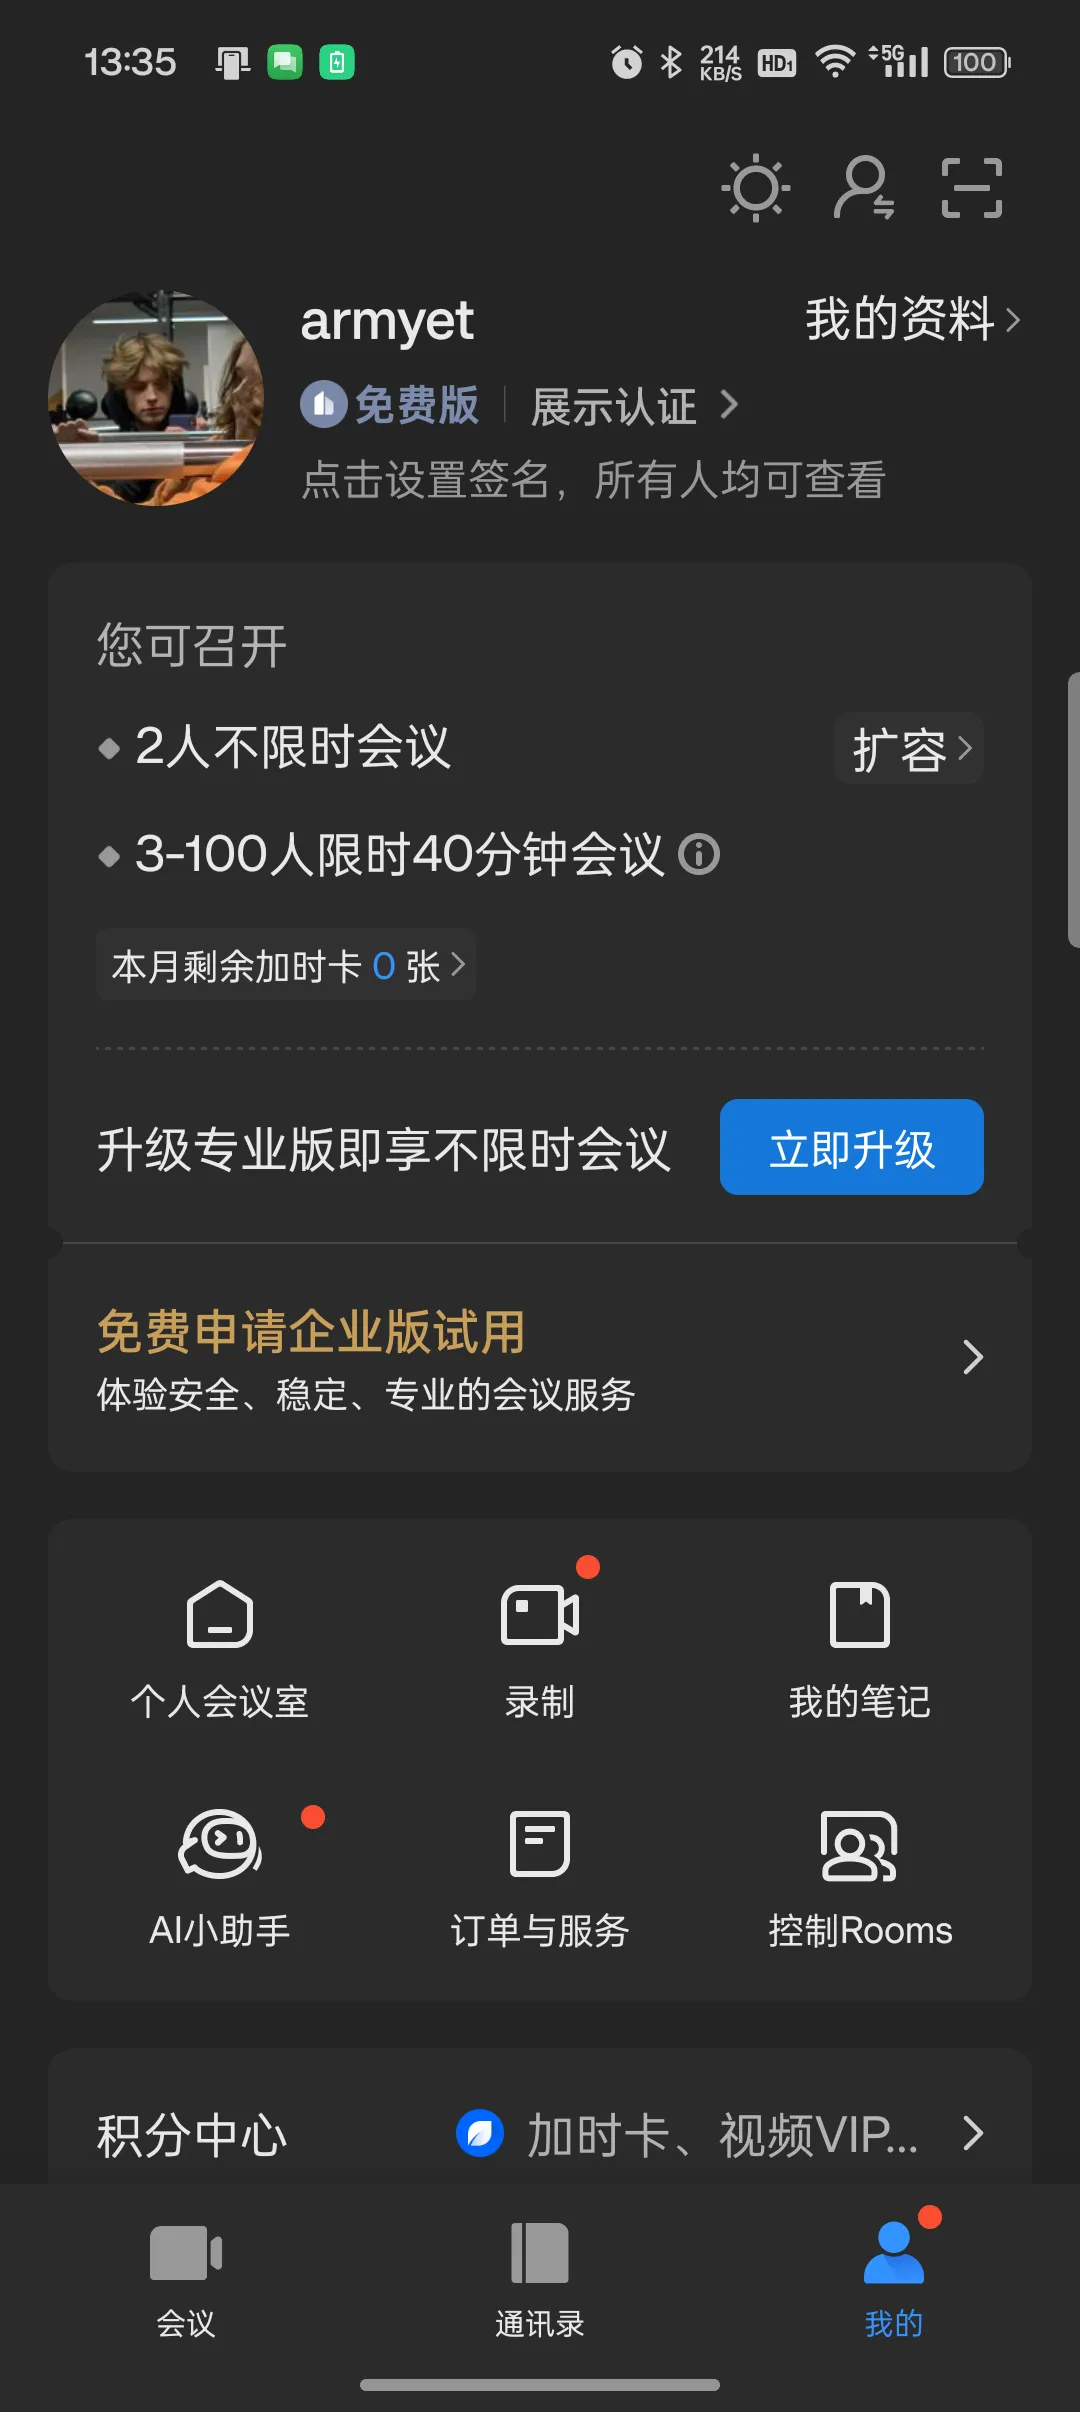 13:35
214 KB/S HD1 5G 100
armyet
我的资料
免费版 展示认证
点击设置签名，所有人均可查看
您可召开
2人不限时会议
扩容
3-100人限时40分钟会议
本月剩余加时卡 0 张
升级专业版即享不限时会议
立即升级
免费申请企业版试用
体验安全、稳定、专业的会议服务
个人会议室 录制 我的笔记
AI小助手 订单与服务 控制Rooms
积分中心 加时卡、视频VIP...
会议 通讯录 我的